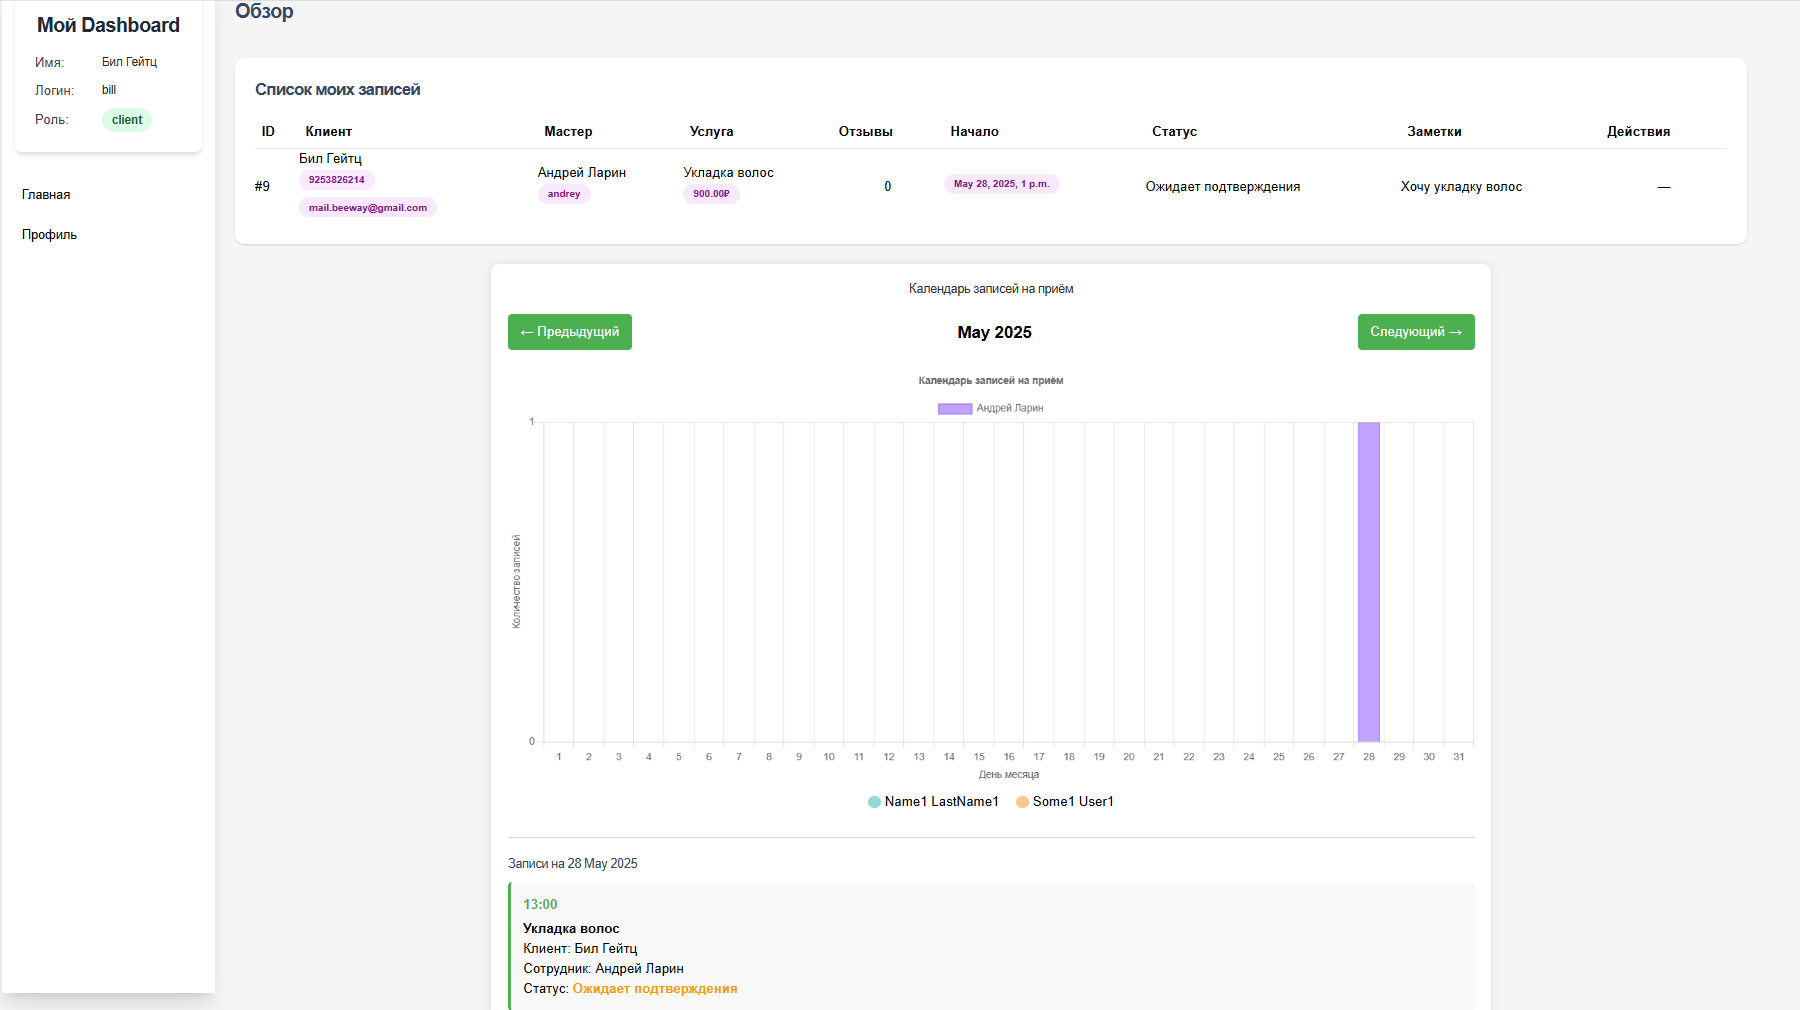 Мой Dashboard
Имя: Бил Гейтц
Логин: bill
Роль: client
Главная
Профиль
Обзор
Список моих записей
ID Клиент Мастер Услуга Отзывы Начало Статус Заметки Действия
#9 Бил Гейтц 9253826214 mail.beeway@gmail.com Андрей Ларин andrey Укладка волос 900.00₽ 0 May 28, 2025, 1 p.m. Ожидает подтверждения Хочу укладку волос —
Календарь записей на приём
← Предыдущий May 2025 Следующий →
Календарь записей на приём
Андрей Ларин
1
Количество записей
0
1 2 3 4 5 6 7 8 9 10 11 12 13 14 15 16 17 18 19 20 21 22 23 24 25 26 27 28 29 30 31
День месяца
Name1 LastName1 Some1 User1
Записи на 28 May 2025
13:00
Укладка волос
Клиент: Бил Гейтц
Сотрудник: Андрей Ларин
Статус: Ожидает подтверждения